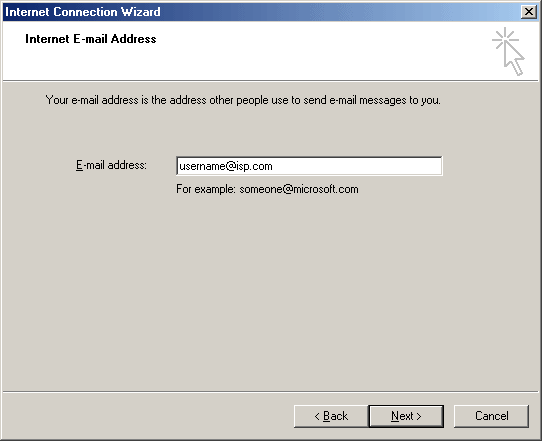 Internet Connection Wizard
Internet E-mail Address
Your e-mail address is the address other people use to send e-mail messages to you.
E-mail address: username@isp.com
For example: someone@microsoft.com
< Back Next > Cancel